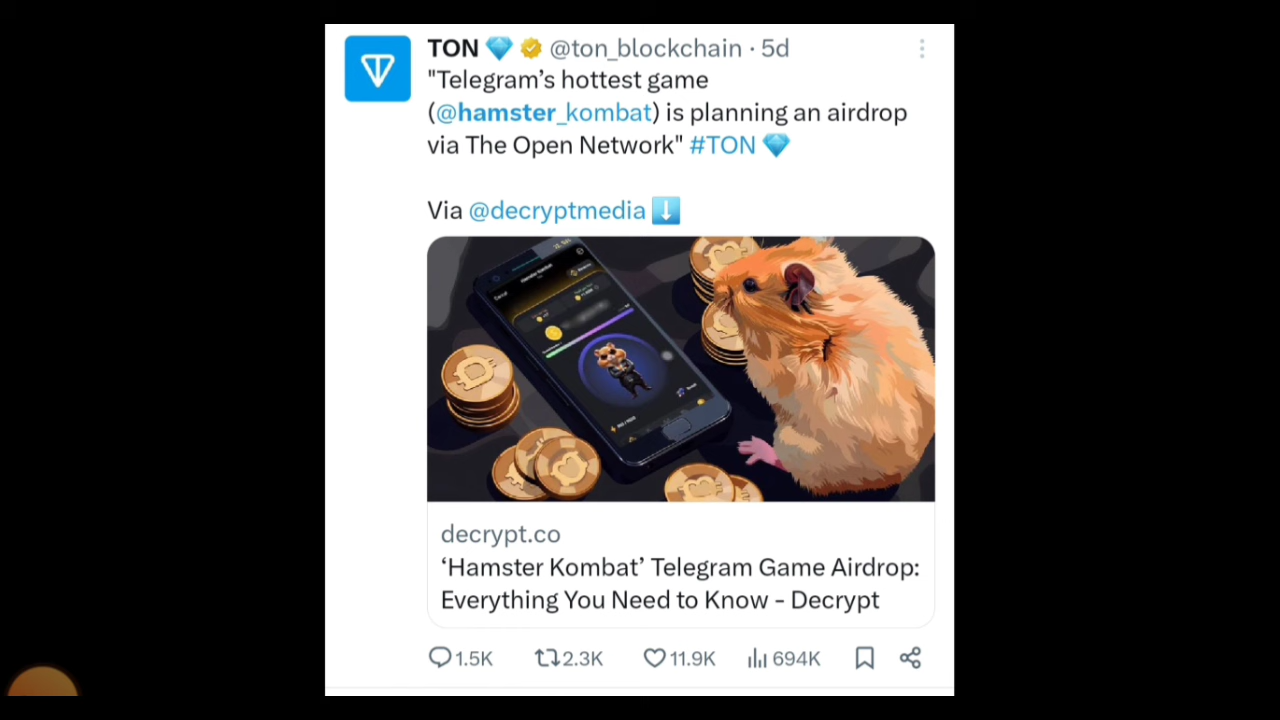 TON 💎 @ton_blockchain · 5d
"Telegram’s hottest game
(@hamster_kombat) is planning an airdrop
via The Open Network" #TON 💎
Via @decryptmedia ⬇️
Hamster Kombat
decrypt.co
‘Hamster Kombat’ Telegram Game Airdrop:
Everything You Need to Know - Decrypt
1.5K 2.3K 11.9K 694K